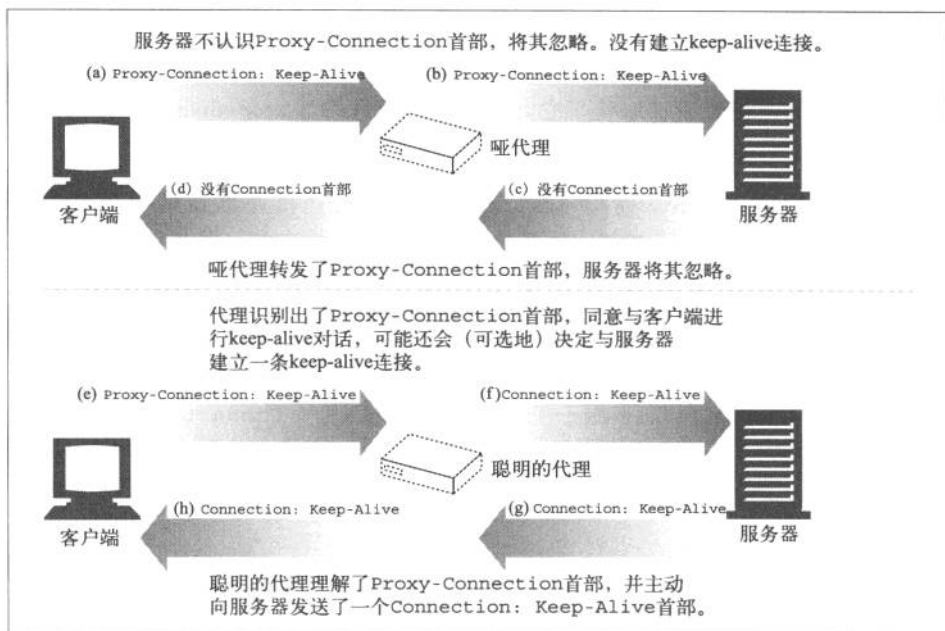 服务器不认识Proxy-Connection首部，将其忽略。没有建立keep-alive连接。
(a) Proxy-Connection: Keep-Alive
(b) Proxy-Connection: Keep-Alive
哑代理
(d) 没有Connection首部
(c) 没有Connection首部
客户端
服务器
哑代理转发了Proxy-Connection首部，服务器将其忽略。
代理识别出了Proxy-Connection首部，同意与客户端进
行keep-alive对话，可能还会（可选地）决定与服务器
建立一条keep-alive连接。
(e) Proxy-Connection: Keep-Alive
(f)Connection: Keep-Alive
聪明的代理
(h) Connection: Keep-Alive
(g) Connection: Keep-Alive
客户端
服务器
聪明的代理理解了Proxy-Connection首部，并主动
向服务器发送了一个Connection: Keep-Alive首部。